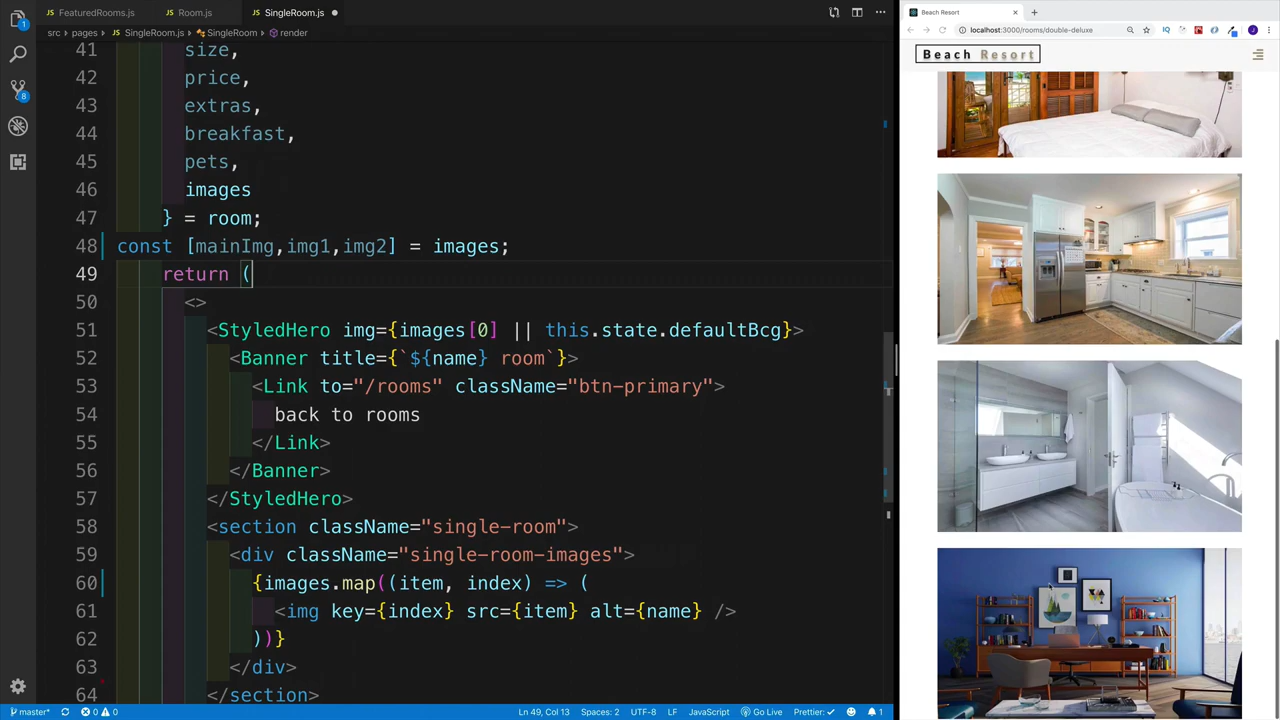 FeaturedRooms.js
Room.js
SingleRoom.js
src > pages > SingleRoom.js > SingleRoom > render
41 size,
42 price,
43 extras,
44 breakfast,
45 pets,
46 images
47 } = room;
48 const [mainImg,img1,img2] = images;
49 return (
50 <>
51 <StyledHero img={images[0] || this.state.defaultBcg}>
52 <Banner title={`${name} room`}>
53 <Link to="/rooms" className="btn-primary">
54 back to rooms
55 </Link>
56 </Banner>
57 </StyledHero>
58 <section className="single-room">
59 <div className="single-room-images">
60 {images.map((item, index) => (
61 <img key={index} src={item} alt={name} />
62 ))}
63 </div>
64 </section>
1
8
master*
0
0
Ln 49, Col 13
Spaces: 2
UTF-8
LF
JavaScript
Go Live
Prettier: ✓
1
Beach Resort
localhost:3000/rooms/double-deluxe
IQ
J
Beach Resort